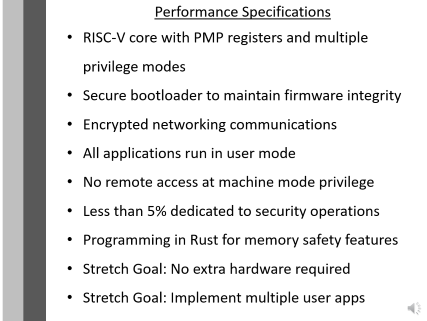 Performance Specifications
• RISC-V core with PMP registers and multiple
privilege modes
• Secure bootloader to maintain firmware integrity
• Encrypted networking communications
• All applications run in user mode
• No remote access at machine mode privilege
• Less than 5% dedicated to security operations
• Programming in Rust for memory safety features
• Stretch Goal: No extra hardware required
• Stretch Goal: Implement multiple user apps